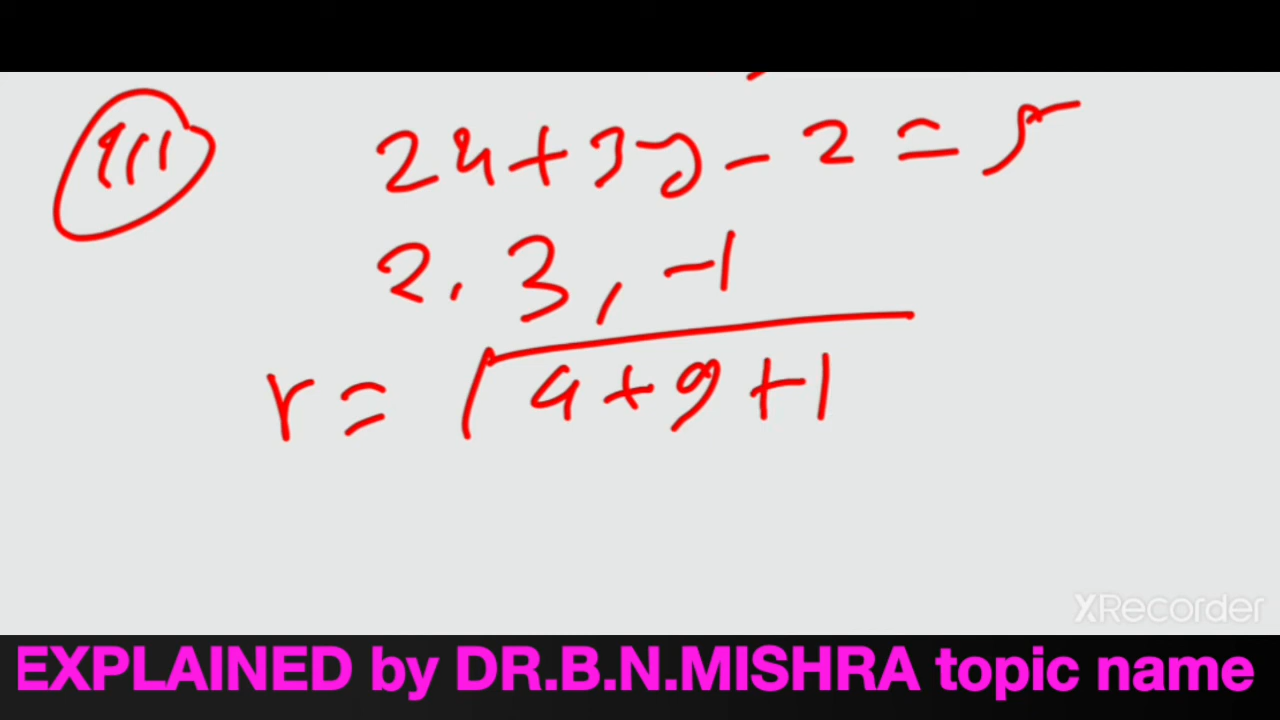 (iii) 2x+3y-z=5
2, 3, -1
r= √4+9+1
XRecorder
EXPLAINED by DR.B.N.MISHRA topic name